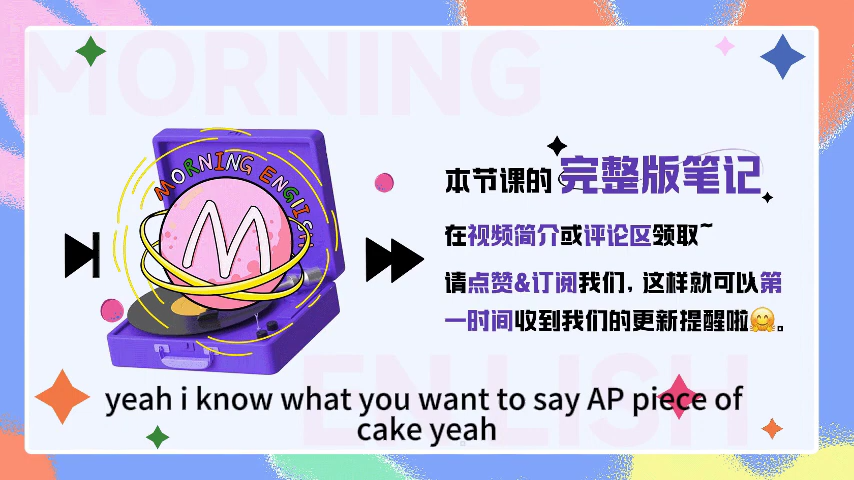 MORNING
MORNING ENGLISH
M
本节课的 完整版笔记
在视频简介或评论区领取~
请点赞&订阅我们，这样就可以第
一时间收到我们的更新提醒啦🤗。
yeah i know what you want to say AP piece of
cake yeah